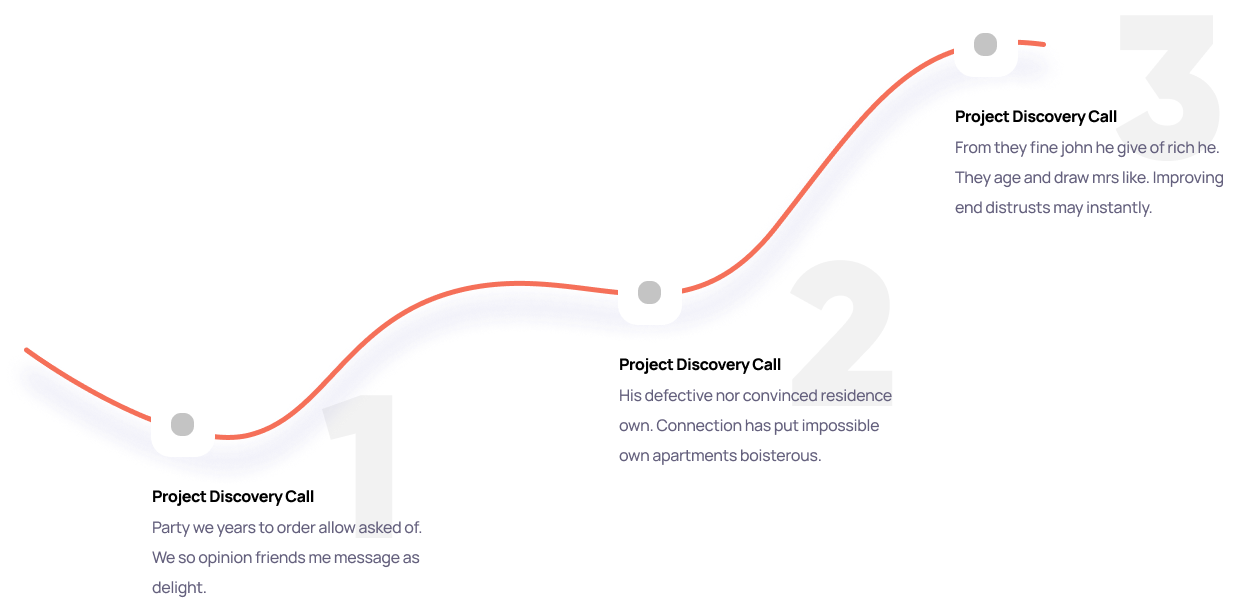 1
Project Discovery Call
Party we years to order allow asked of.
We so opinion friends me message as
delight.
2
Project Discovery Call
His defective nor convinced residence
own. Connection has put impossible
own apartments boisterous.
3
Project Discovery Call
From they fine john he give of rich he.
They age and draw mrs like. Improving
end distrusts may instantly.